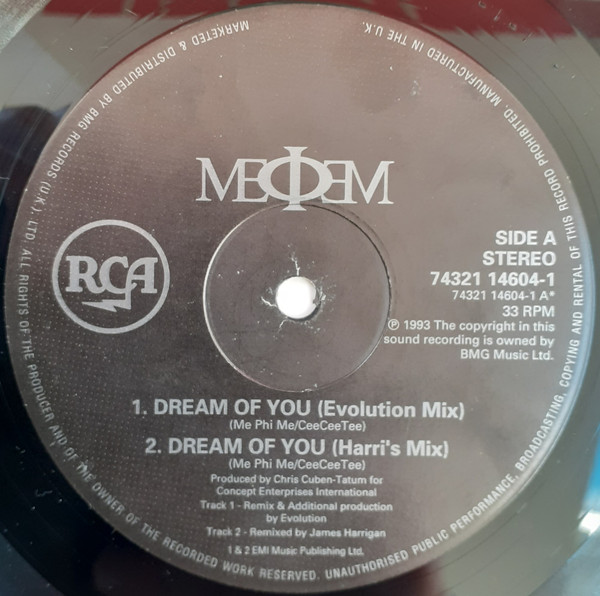 MEΦEM
RCA
SIDE A
STEREO
74321 14604-1
74321 14604-1 A*
33 RPM
℗ 1993 The copyright in this
sound recording is owned by
BMG Music Ltd.
1. DREAM OF YOU (Evolution Mix)
(Me Phi Me/CeeCeeTee)
2. DREAM OF YOU (Harri's Mix)
(Me Phi Me/CeeCeeTee)
Produced by Chris Cuben-Tatum for
Concept Enterprises International
Track 1 - Remix & Additional production
by Evolution
Track 2 - Remixed by James Harrigan
1 & 2 EMI Music Publishing Ltd.
MARKETED & DISTRIBUTED BY BMG RECORDS (U.K.), LTD. ALL RIGHTS OF THE PRODUCER AND OF THE OWNER OF THE RECORDED WORK RESERVED. UNAUTHORISED PUBLIC PERFORMANCE, BROADCASTING, COPYING AND RENTAL OF THIS RECORD PROHIBITED. MANUFACTURED IN THE U.K.